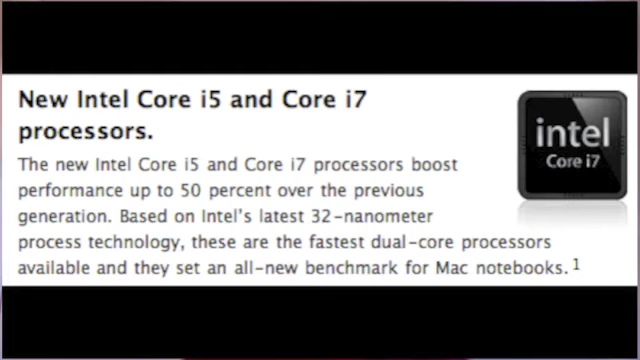 New Intel Core i5 and Core i7
processors.
The new Intel Core i5 and Core i7 processors boost
performance up to 50 percent over the previous
generation. Based on Intel's latest 32-nanometer
process technology, these are the fastest dual-core processors
available and they set an all-new benchmark for Mac notebooks.1
intel
Core i7